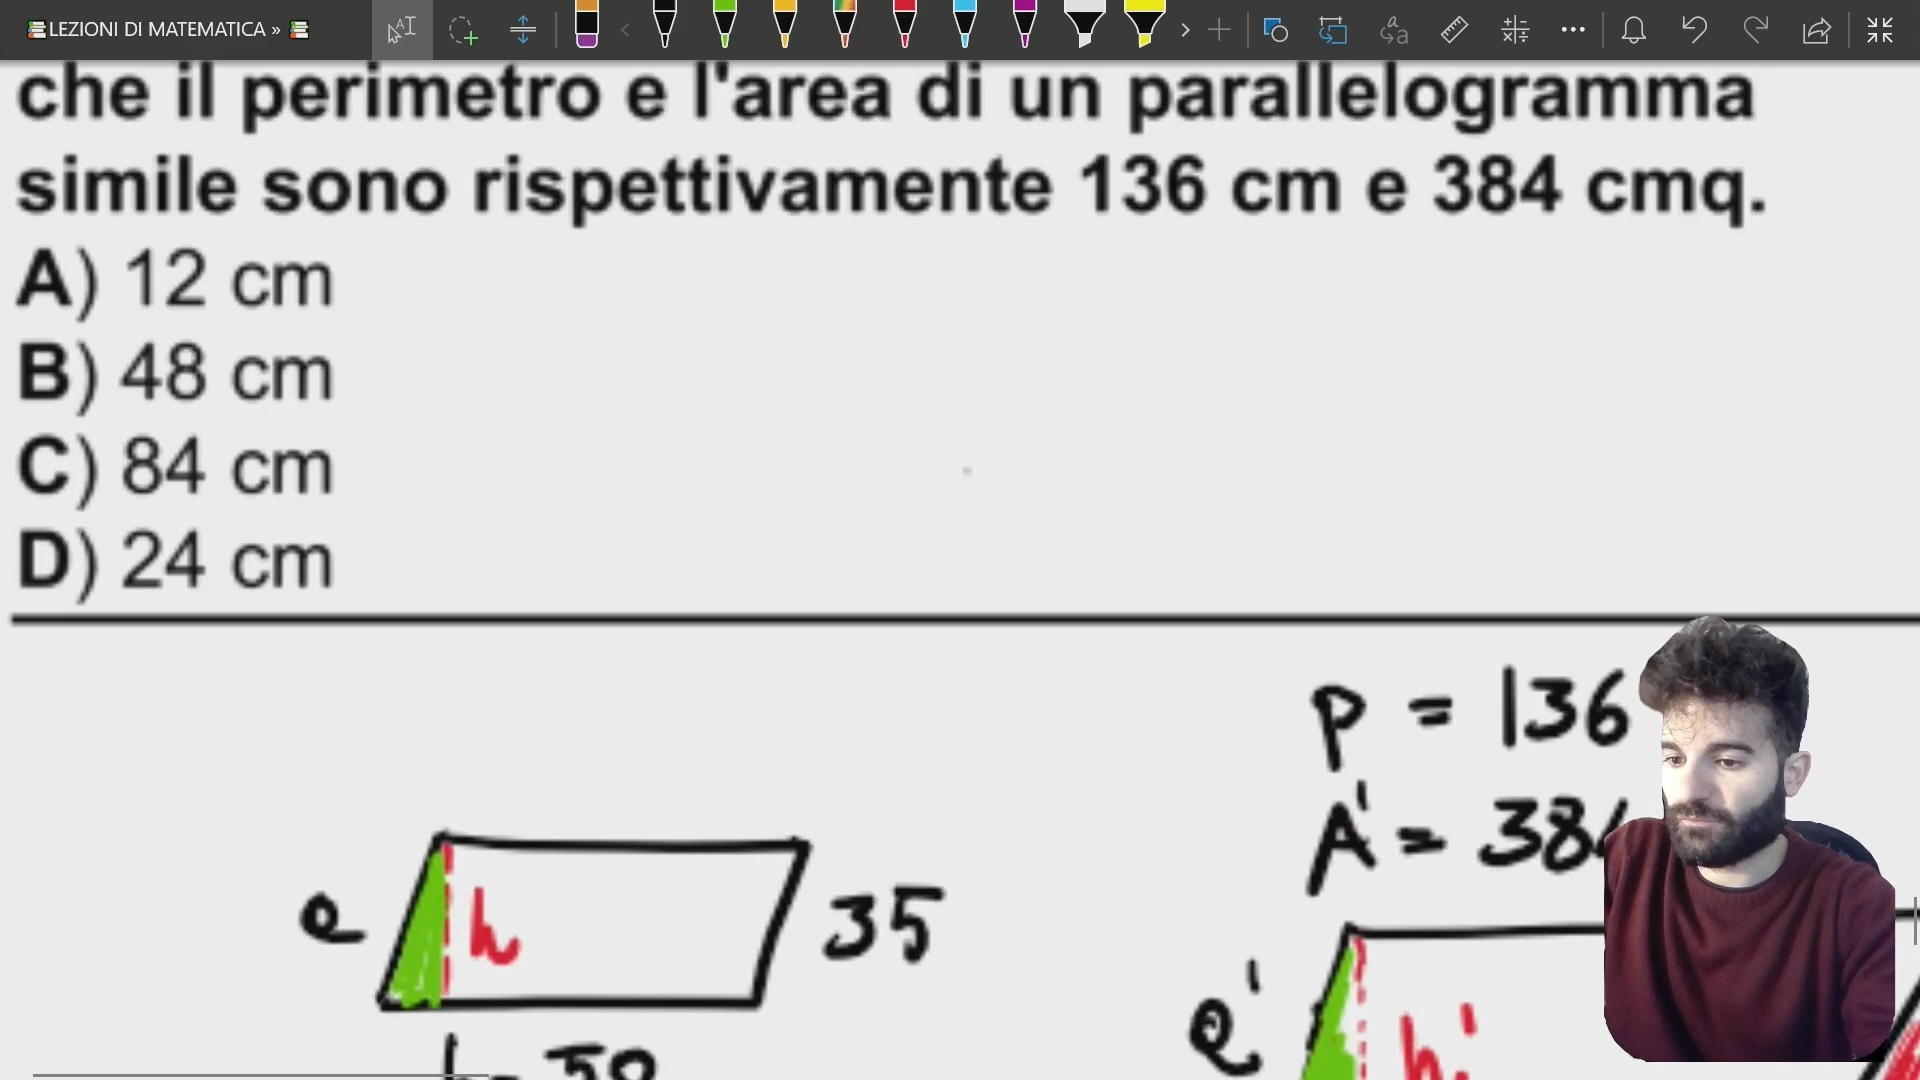 LEZIONI DI MATEMATICA »
che il perimetro e l'area di un parallelogramma
simile sono rispettivamente 136 cm e 384 cmq.
A) 12 cm
B) 48 cm
C) 84 cm
D) 24 cm
P = 136
A' = 384
a h 35
a' h'